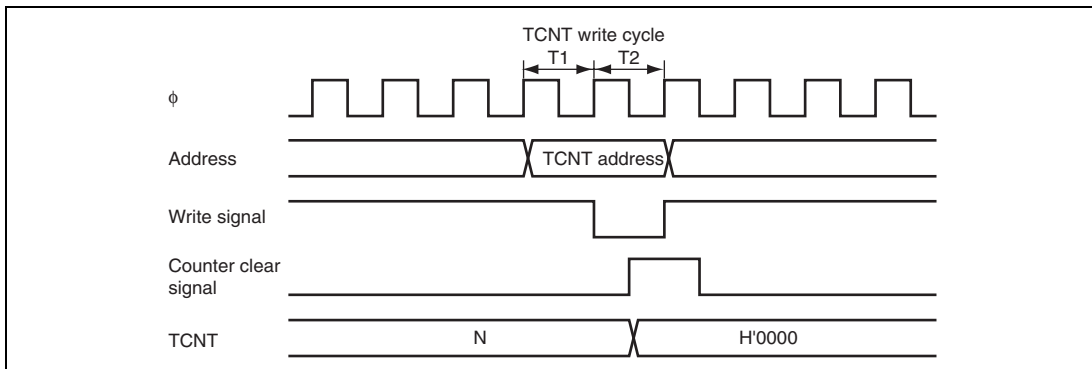 TCNT write cycle
T1 T2
ϕ
Address
TCNT address
Write signal
Counter clear
signal
TCNT
N
H'0000